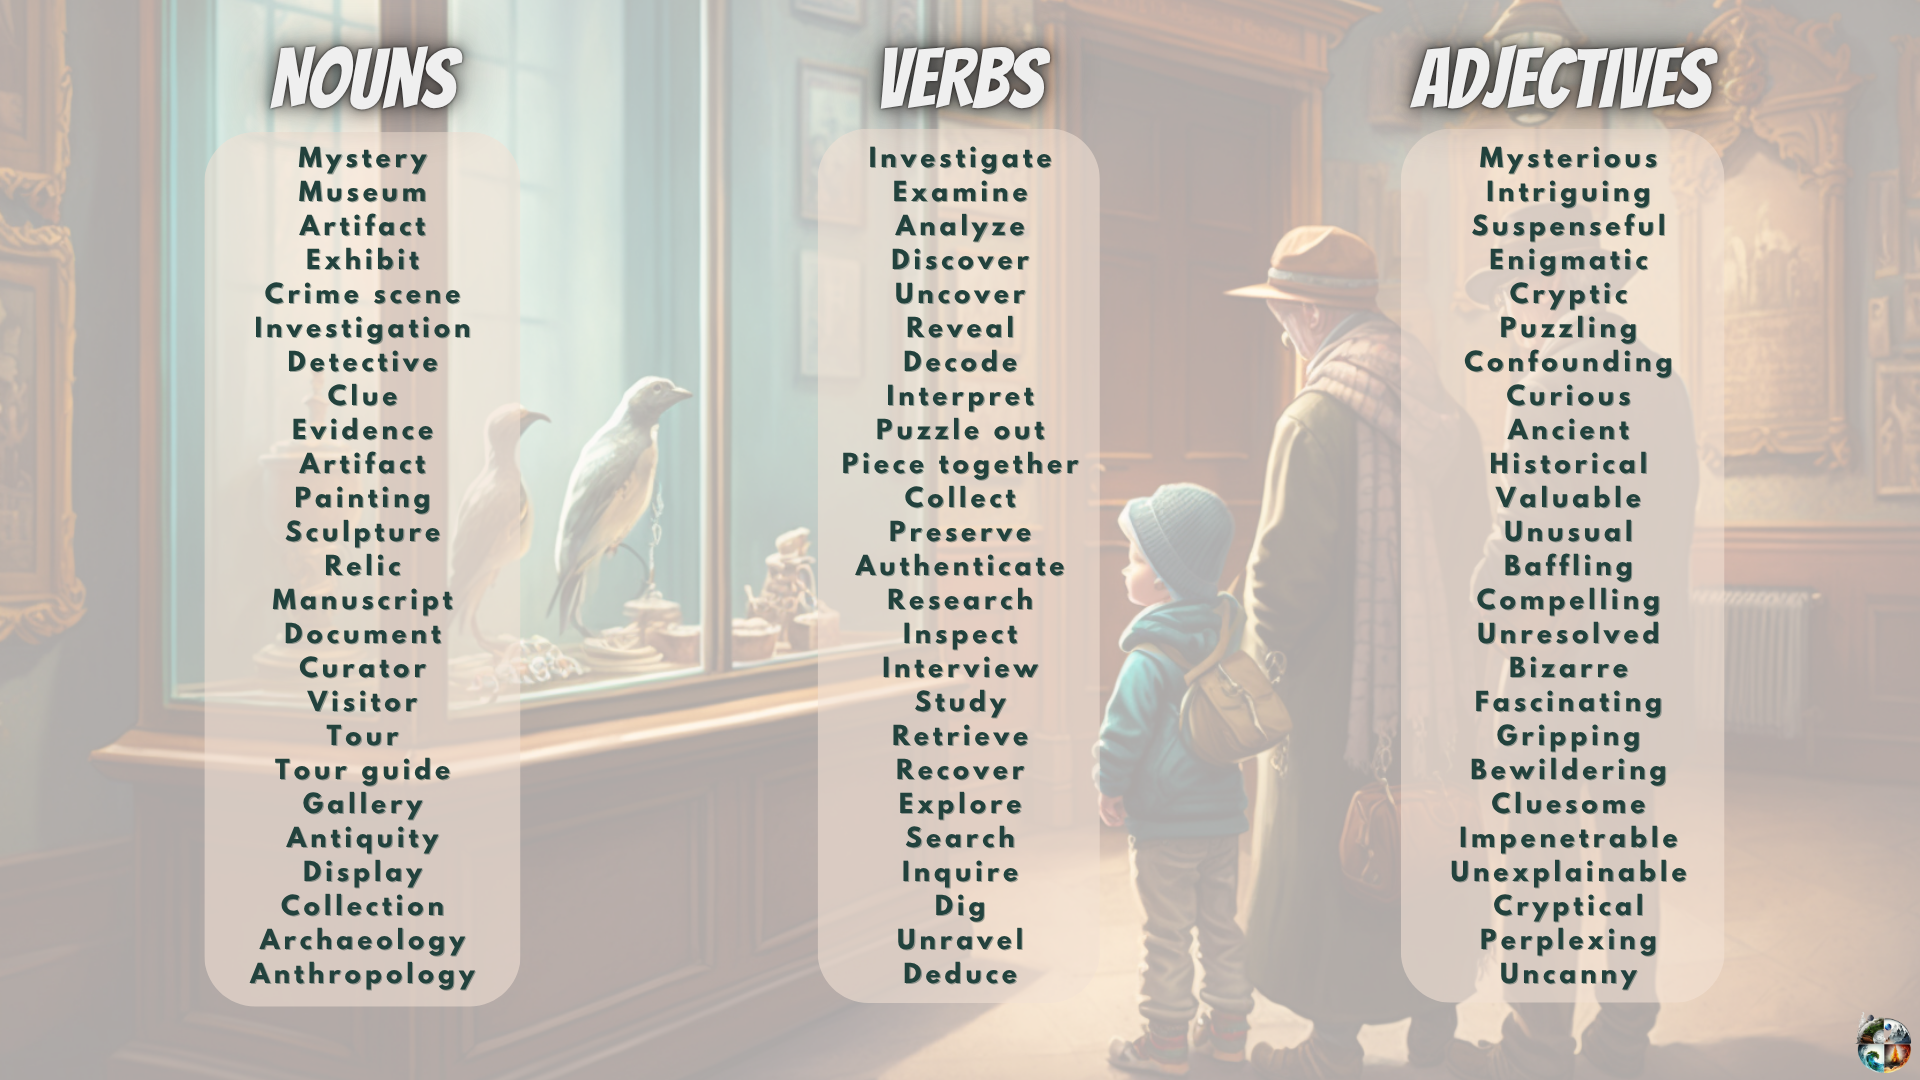 NOUNS
Mystery
Museum
Artifact
Exhibit
Crime scene
Investigation
Detective
Clue
Evidence
Artifact
Painting
Sculpture
Relic
Manuscript
Document
Curator
Visitor
Tour
Tour guide
Gallery
Antiquity
Display
Collection
Archaeology
Anthropology
VERBS
Investigate
Examine
Analyze
Discover
Uncover
Reveal
Decode
Interpret
Puzzle out
Piece together
Collect
Preserve
Authenticate
Research
Inspect
Interview
Study
Retrieve
Recover
Explore
Search
Inquire
Dig
Unravel
Deduce
ADJECTIVES
Mysterious
Intriguing
Suspenseful
Enigmatic
Cryptic
Puzzling
Confounding
Curious
Ancient
Historical
Valuable
Unusual
Baffling
Compelling
Unresolved
Bizarre
Fascinating
Gripping
Bewildering
Cluesome
Impenetrable
Unexplainable
Cryptical
Perplexing
Uncanny